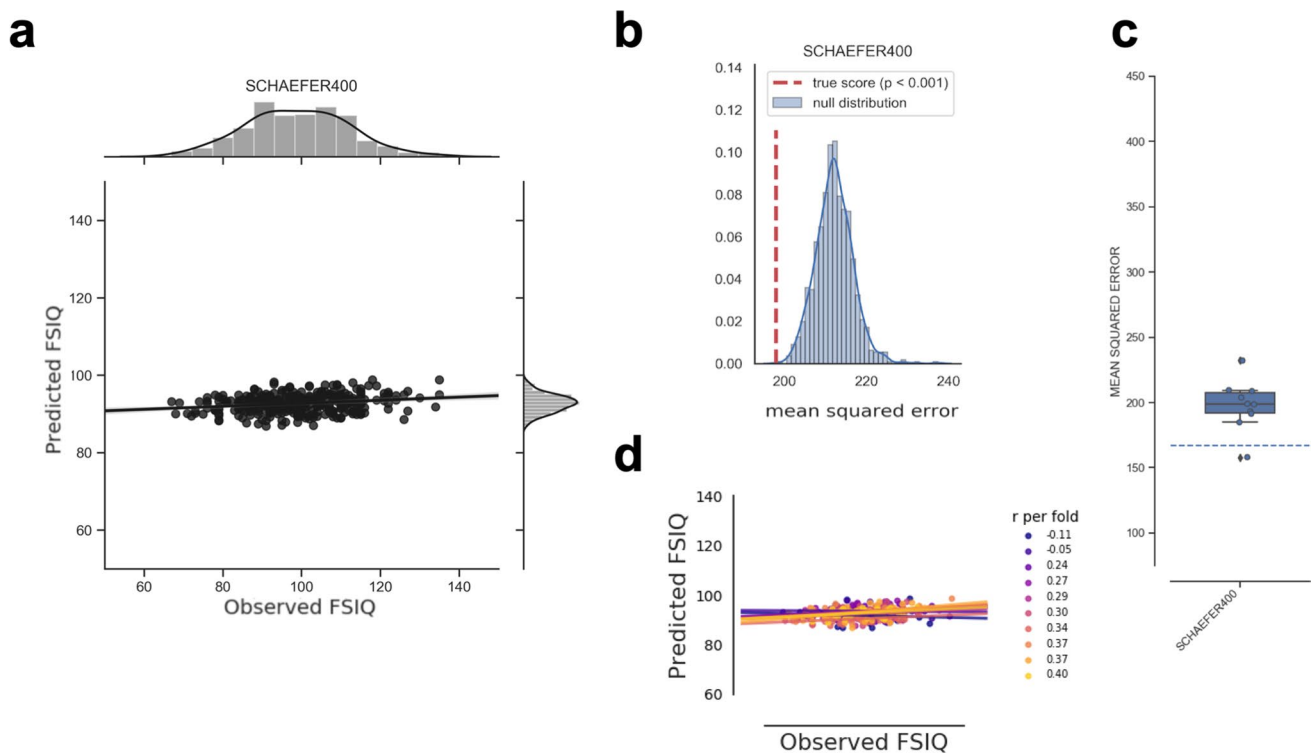 a
SCHAEFER400
140
120
100
80
60
Predicted FSIQ
60
80
100
120
140
Observed FSIQ
b
SCHAEFER400
true score (p < 0.001)
null distribution
0.14
0.12
0.10
0.08
0.06
0.04
0.02
0.00
200
220
240
mean squared error
c
450
400
350
300
250
200
150
100
MEAN SQUARED ERROR
SCHAEFER400
d
140
120
100
80
60
Predicted FSIQ
Observed FSIQ
r per fold
-0.11
-0.05
0.24
0.27
0.29
0.30
0.34
0.37
0.37
0.40